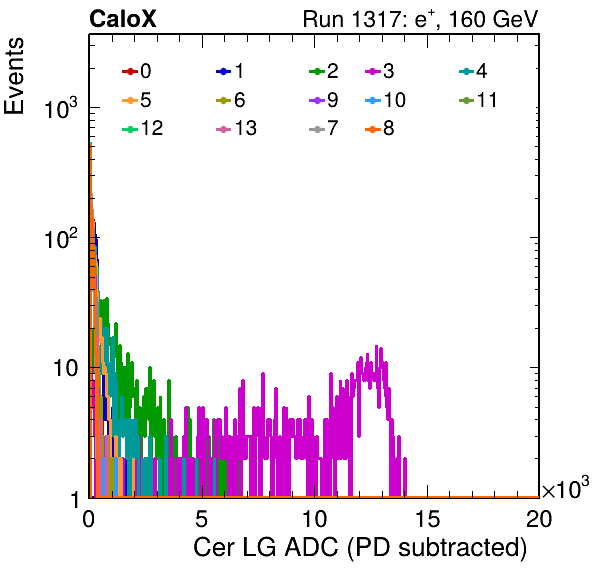 CaloX Run 1317: e⁺, 160 GeV
Events
0 1 2 3 4
5 6 9 10 11
12 13 7 8
10³
10²
10
1
0 5 10 15 20 ×10³
Cer LG ADC (PD subtracted)